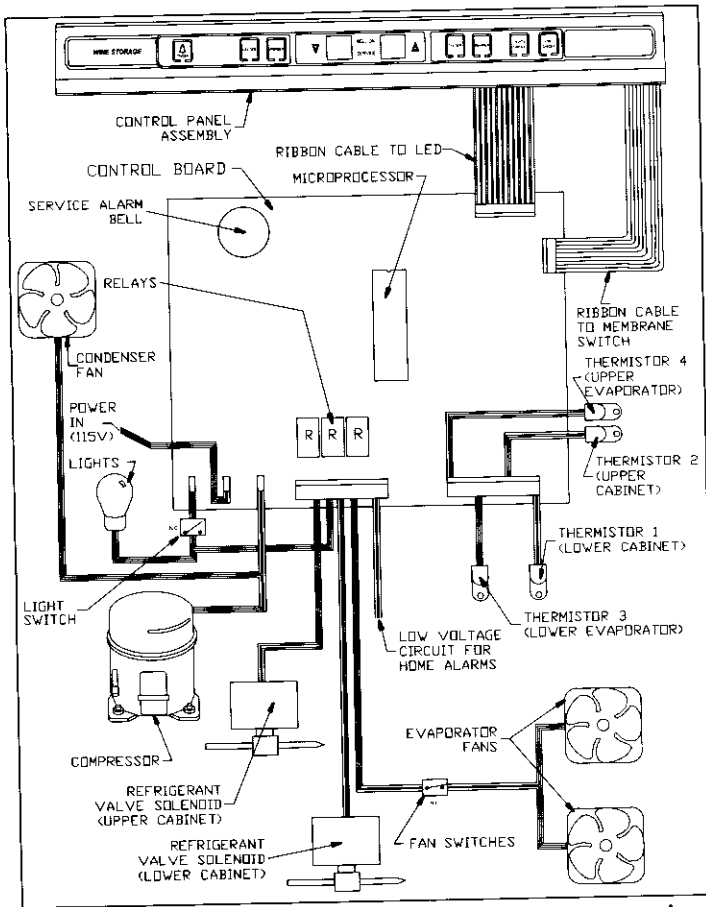 WINE STORAGE
CONTROL PANEL
ASSEMBLY
RIBBON CABLE TO LED
CONTROL BOARD
MICROPROCESSOR
SERVICE ALARM
BELL
RELAYS
RIBBON CABLE
TO MEMBRANE
SWITCH
CONDENSER
FAN
THERMISTOR 4
(UPPER
EVAPORATOR)
POWER
IN
(115V)
R R R
LIGHTS
THERMISTOR 2
(UPPER
CABINET)
THERMISTOR 1
(LOWER CABINET)
LIGHT
SWITCH
THERMISTOR 3
(LOWER EVAPORATOR)
LOW VOLTAGE
CIRCUIT FOR
HOME ALARMS
EVAPORATOR
FANS
COMPRESSOR
REFRIGERANT
VALVE SOLENOID
(UPPER CABINET)
FAN SWITCHES
REFRIGERANT
VALVE SOLENOID
(LOWER CABINET)